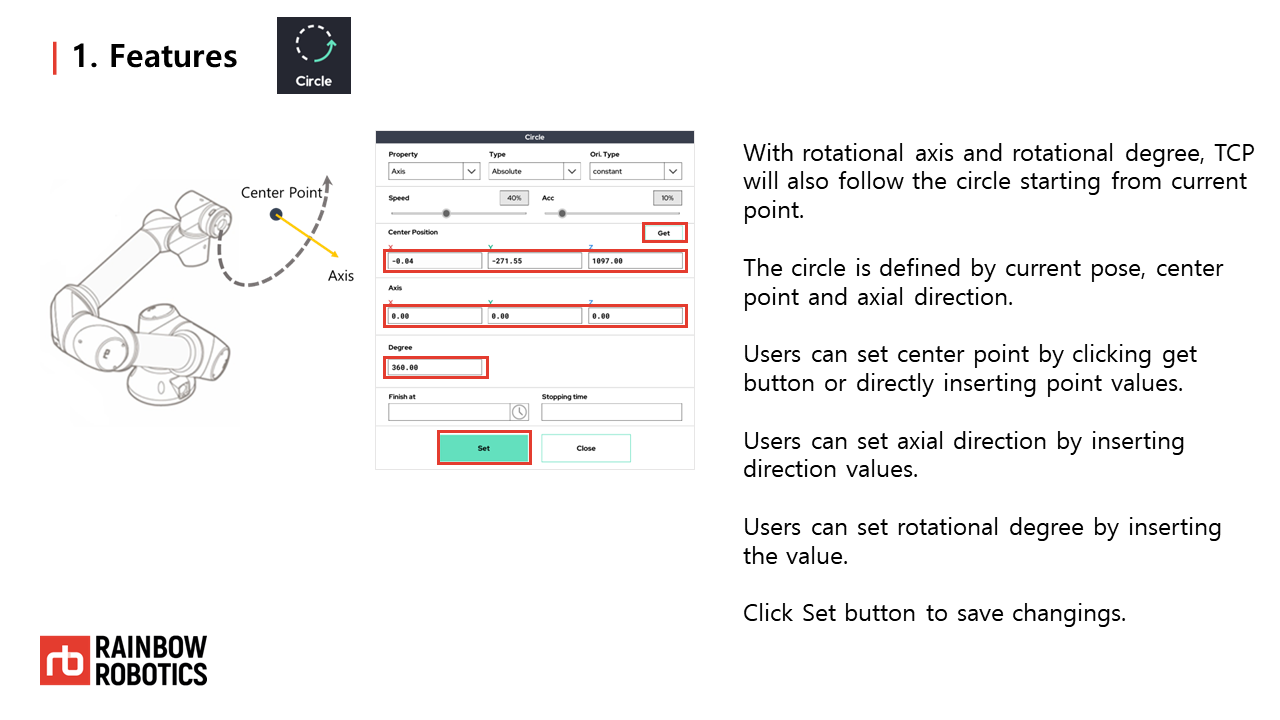 | 1. Features
Circle
Center Point
Axis
Circle
Property Type Ori. Type
Axis Absolute constant
Speed 40% Acc 10%
Center Position Get
X Y Z
-0.04 -271.55 1097.00
Axis
X Y Z
0.00 0.00 0.00
Degree
360.00
Finish at Stopping time
Set Close
With rotational axis and rotational degree, TCP
will also follow the circle starting from current
point.
The circle is defined by current pose, center
point and axial direction.
Users can set center point by clicking get
button or directly inserting point values.
Users can set axial direction by inserting
direction values.
Users can set rotational degree by inserting
the value.
Click Set button to save changings.
rb
RAINBOW
ROBOTICS